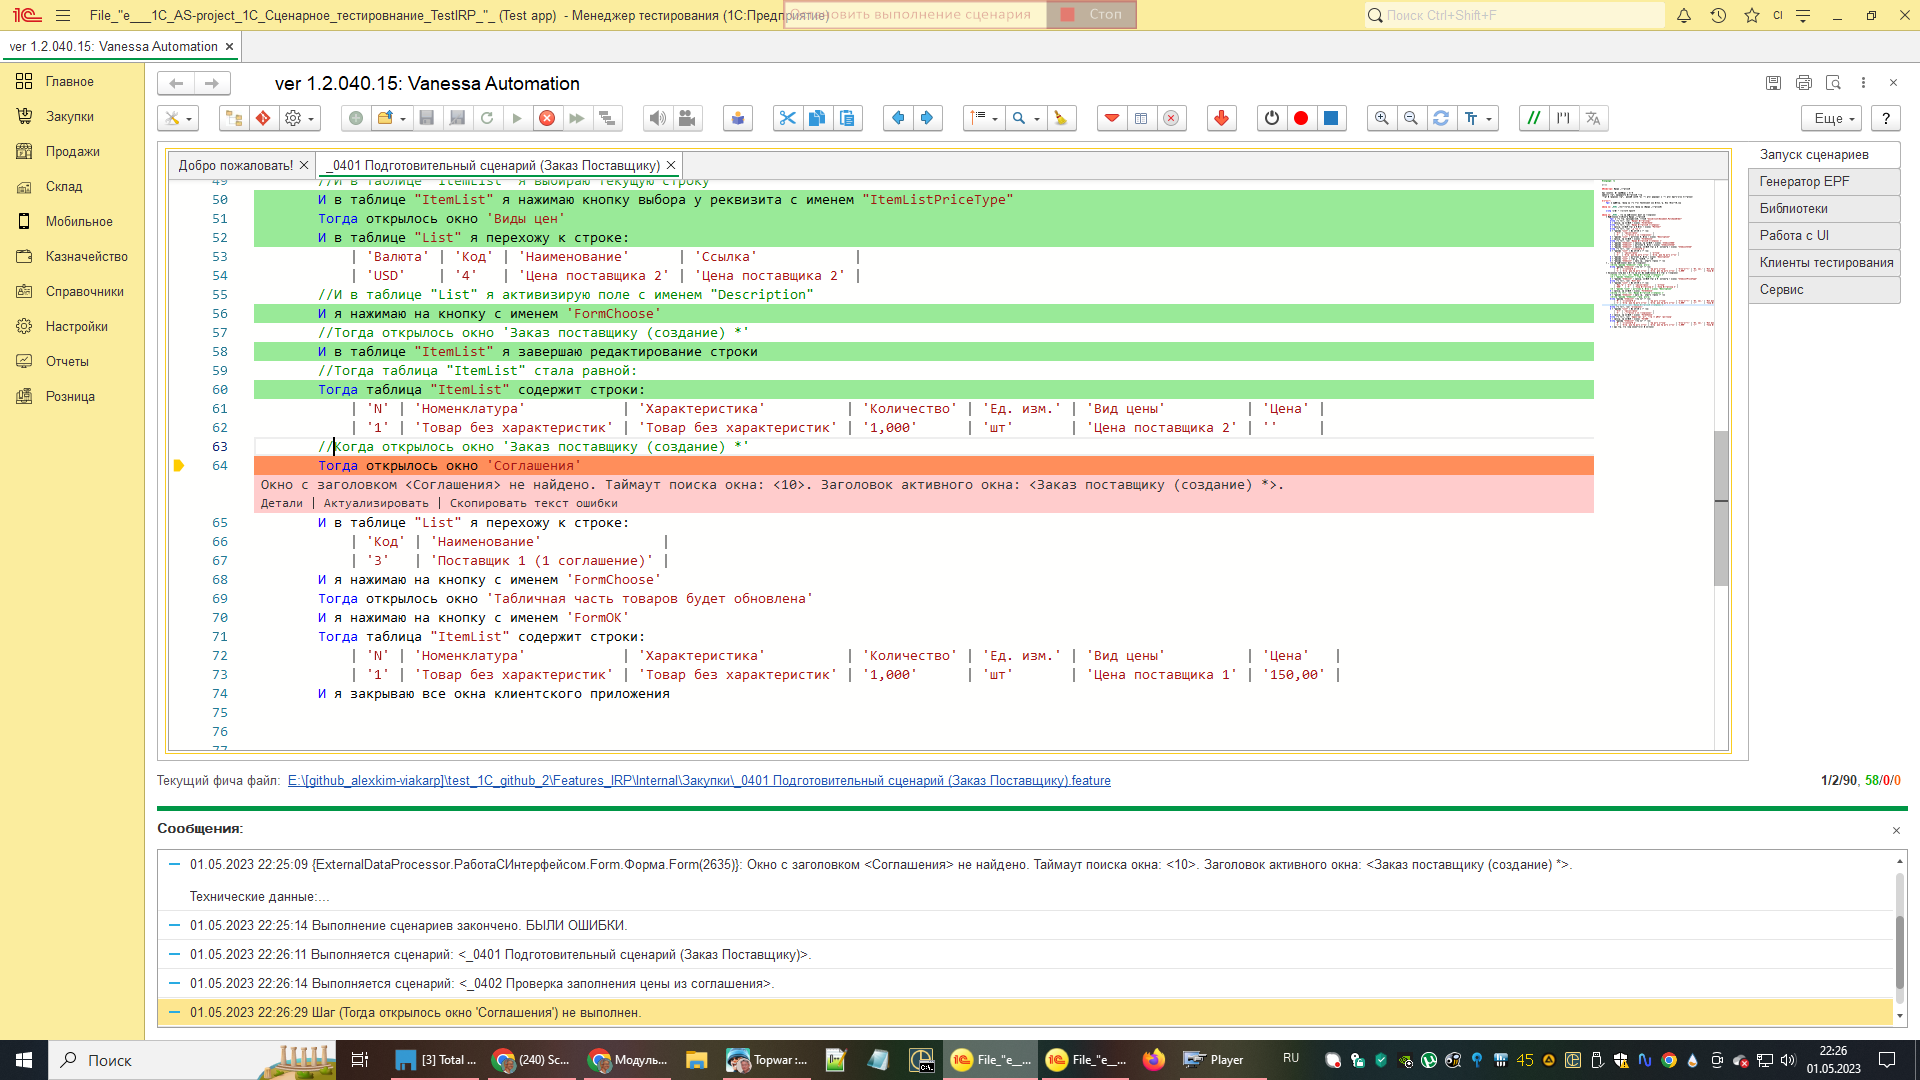 File_"е___1С_AS-project_1С_Сценарное_тестировнание_TestIRP_"_ (Test app) - Менеджер тестирования (1С:Предприятие)
Остановить выполнение сценария
Стоп
Поиск Ctrl+Shift+F
CI
ver 1.2.040.15: Vanessa Automation
Главное
Закупки
Продажи
Склад
Мобильное
Казначейство
Справочники
Настройки
Отчеты
Розница
ver 1.2.040.15: Vanessa Automation
Еще
?
Добро пожаловать!
_0401 Подготовительный сценарий (Заказ Поставщику)
49 //И в таблице "ItemList" я выбираю текущую строку
50 И в таблице "ItemList" я нажимаю кнопку выбора у реквизита с именем "ItemListPriceType"
51 Тогда открылось окно 'Виды цен'
52 И в таблице "List" я перехожу к строке:
53 | 'Валюта' | 'Код' | 'Наименование' | 'Ссылка' |
54 | 'USD' | '4' | 'Цена поставщика 2' | 'Цена поставщика 2' |
55 //И в таблице "List" я активизирую поле с именем "Description"
56 И я нажимаю на кнопку с именем 'FormChoose'
57 //Тогда открылось окно 'Заказ поставщику (создание) *'
58 И в таблице "ItemList" я завершаю редактирование строки
59 //Тогда таблица "ItemList" стала равной:
60 Тогда таблица "ItemList" содержит строки:
61 | 'N' | 'Номенклатура' | 'Характеристика' | 'Количество' | 'Ед. изм.' | 'Вид цены' | 'Цена' |
62 | '1' | 'Товар без характеристик' | 'Товар без характеристик' | '1,000' | 'шт' | 'Цена поставщика 2' | '' |
63 //Когда открылось окно 'Заказ поставщику (создание) *'
64 Тогда открылось окно 'Соглашения'
Окно с заголовком <Соглашения> не найдено. Таймаут поиска окна: <10>. Заголовок активного окна: <Заказ поставщику (создание) *>.
Детали | Актуализировать | Скопировать текст ошибки
65 И в таблице "List" я перехожу к строке:
66 | 'Код' | 'Наименование' |
67 | '3' | 'Поставщик 1 (1 соглашение)' |
68 И я нажимаю на кнопку с именем 'FormChoose'
69 Тогда открылось окно 'Табличная часть товаров будет обновлена'
70 И я нажимаю на кнопку с именем 'FormOK'
71 Тогда таблица "ItemList" содержит строки:
72 | 'N' | 'Номенклатура' | 'Характеристика' | 'Количество' | 'Ед. изм.' | 'Вид цены' | 'Цена' |
73 | '1' | 'Товар без характеристик' | 'Товар без характеристик' | '1,000' | 'шт' | 'Цена поставщика 1' | '150,00' |
74 И я закрываю все окна клиентского приложения
75
76
77
Запуск сценариев
Генератор EPF
Библиотеки
Работа с UI
Клиенты тестирования
Сервис
Текущий фича файл: E:\[github_alexkim-viakarp]\test_1C_github_2\Features_IRP\Internal\Закупки\_0401 Подготовительный сценарий (Заказ Поставщику).feature
1/2/90, 58/0/0
Сообщения:
01.05.2023 22:25:09 {ExternalDataProcessor.РаботаСИнтерфейсом.Form.Форма.Form(2635)}: Окно с заголовком <Соглашения> не найдено. Таймаут поиска окна: <10>. Заголовок активного окна: <Заказ поставщику (создание) *>.
Технические данные:...
01.05.2023 22:25:14 Выполнение сценариев закончено. БЫЛИ ОШИБКИ.
01.05.2023 22:26:11 Выполняется сценарий: <_0401 Подготовительный сценарий (Заказ Поставщику)>.
01.05.2023 22:26:14 Выполняется сценарий: <_0402 Проверка заполнения цены из соглашения>.
01.05.2023 22:26:29 Шаг (Тогда открылось окно 'Соглашения') не выполнен.
Поиск
[3] Total ...
(240) Sc...
Модуль...
Topwar :...
File_"e__...
File_"e__...
Player
RU
45
22:26
01.05.2023